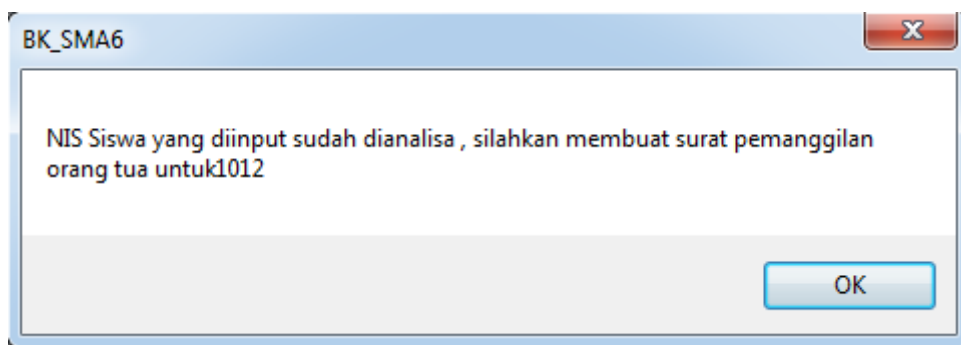 BK_SMA6
NIS Siswa yang diinput sudah dianalisa , silahkan membuat surat pemanggilan
orang tua untuk1012
OK